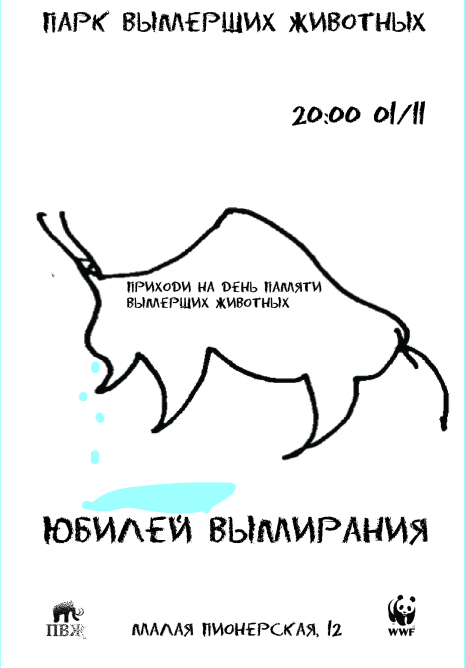 ПАРК ВЫМЕРШИХ ЖИВОТНЫХ
20:00 01/11
ПРИХОДИ НА ДЕНЬ ПАМЯТИ
ВЫМЕРШИХ ЖИВОТНЫХ
ЮБИЛЕЙ ВЫМИРАНИЯ
ПВЖ
МАЛАЯ ПИОНЕРСКАЯ, 12
WWF